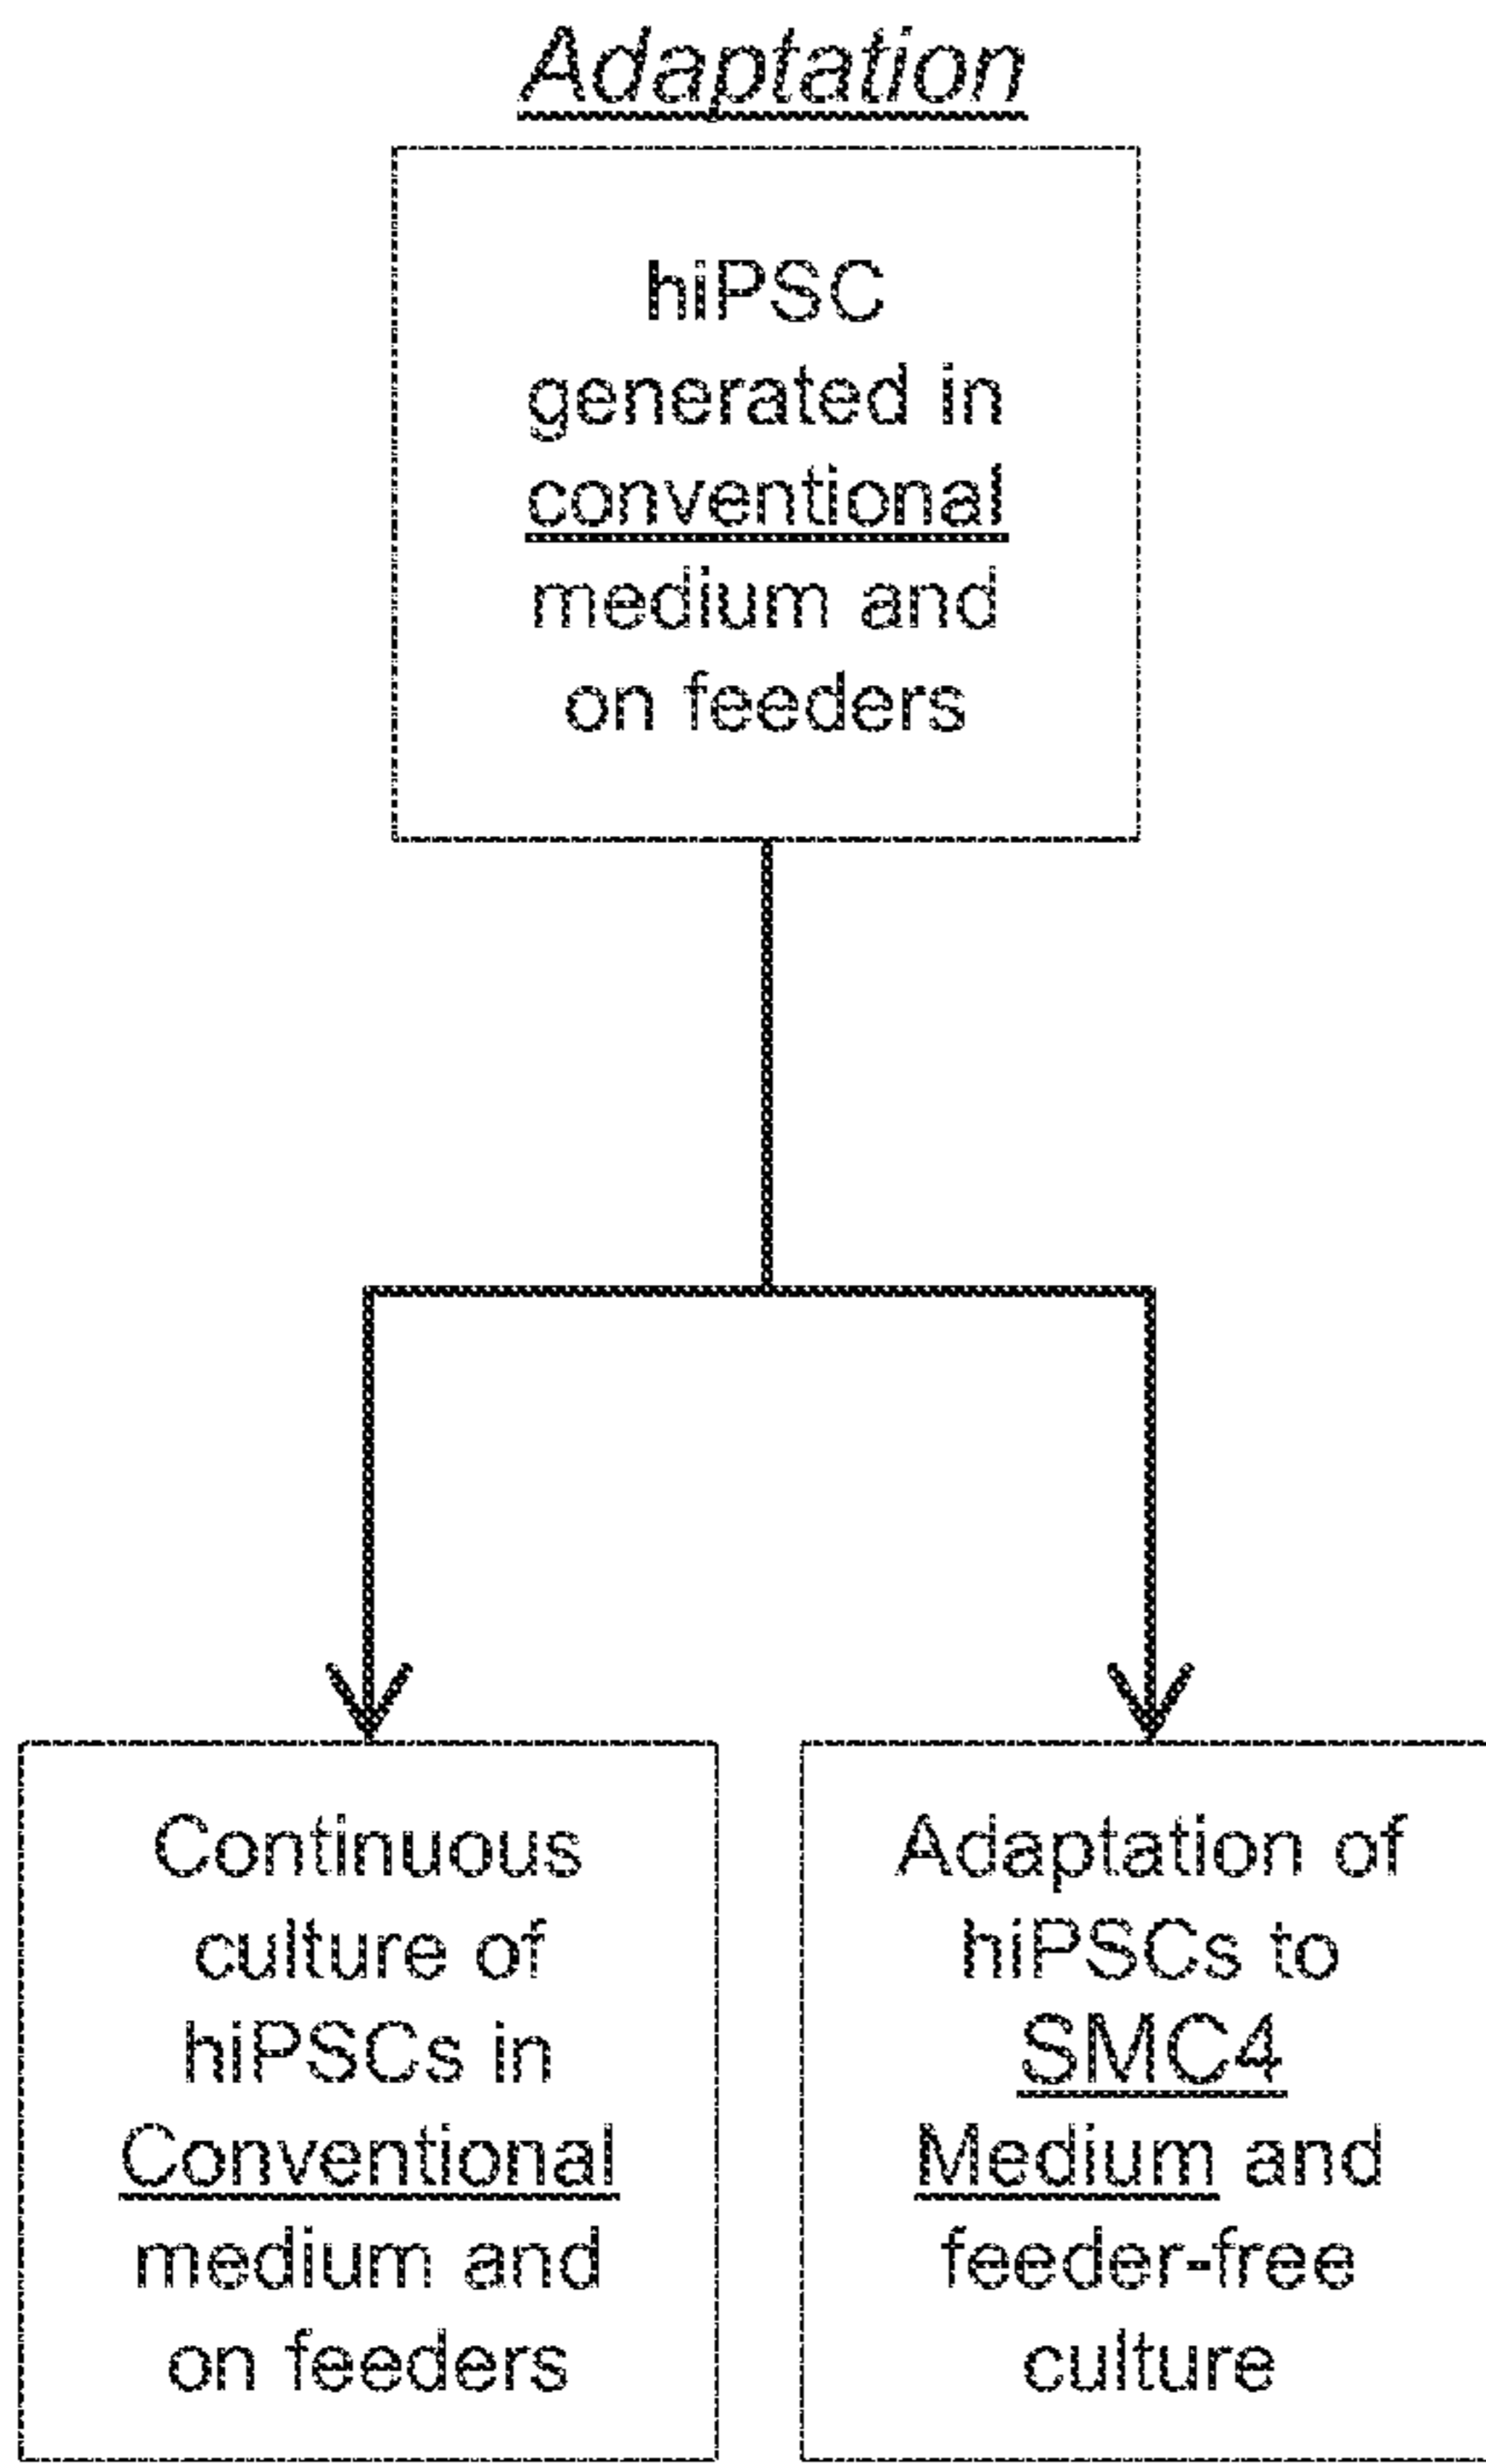 Adaptation
hiPSC
generated in
conventional
medium and
on feeders
Continuous
culture of
hiPSCs in
Conventional
medium and
on feeders
Adaptation of
hiPSCs to
SMC4
Medium and
feeder-free
culture